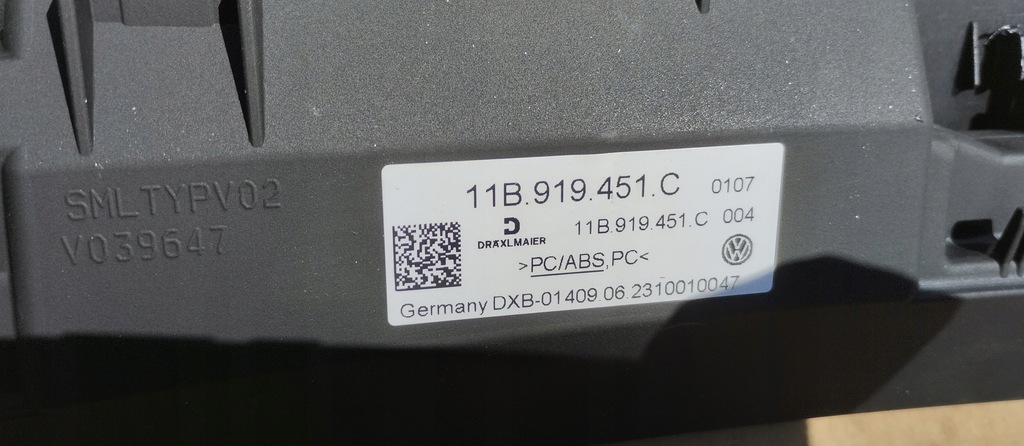 SMLTYPV02
V039647
11B.919.451.C 0107
DRÄXLMAIER 11B.919.451.C 004
>PC/ABS,PC<
Germany DXB-01409.06.2310010047